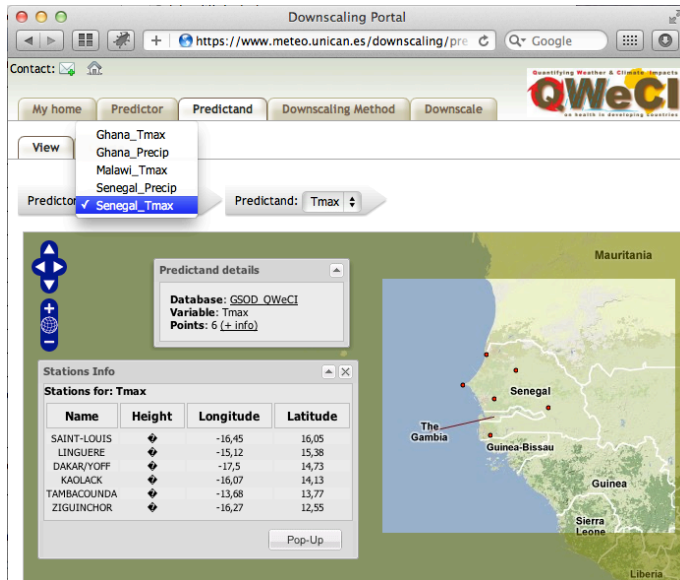 Downscaling Portal
https://www.meteo.unican.es/downscaling/pre
Google
Contact:
Quantifying Weather & Climate Impacts
QWeCI
on health in developing countries
My home
Predictor
Predictand
Downscaling Method
Downscale
View
Ghana_Tmax
Ghana_Precip
Malawi_Tmax
Senegal_Precip
✓ Senegal_Tmax
Predictor
Predictand: Tmax
Predictand details
Database: GSOD_QWeCI
Variable: Tmax
Points: 6 (+ info)
Stations Info
Stations for: Tmax
Name Height Longitude Latitude
SAINT-LOUIS � -16,45 16,05
LINGUERE � -15,12 15,38
DAKAR/YOFF � -17,5 14,73
KAOLACK � -16,07 14,13
TAMBACOUNDA � -13,68 13,77
ZIGUINCHOR � -16,27 12,55
Pop-Up
Mauritania
Senegal
The
Gambia
Guinea-Bissau
Guinea
Sierra
Leone
Liberia